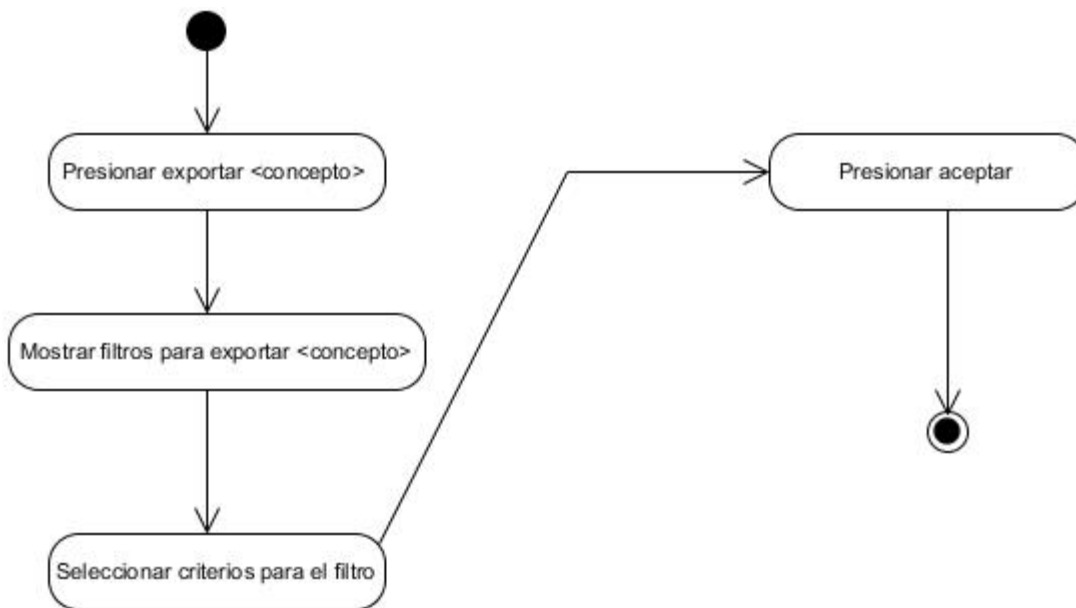 Presionar exportar <concepto>
Mostrar filtros para exportar <concepto>
Seleccionar criterios para el filtro
Presionar aceptar